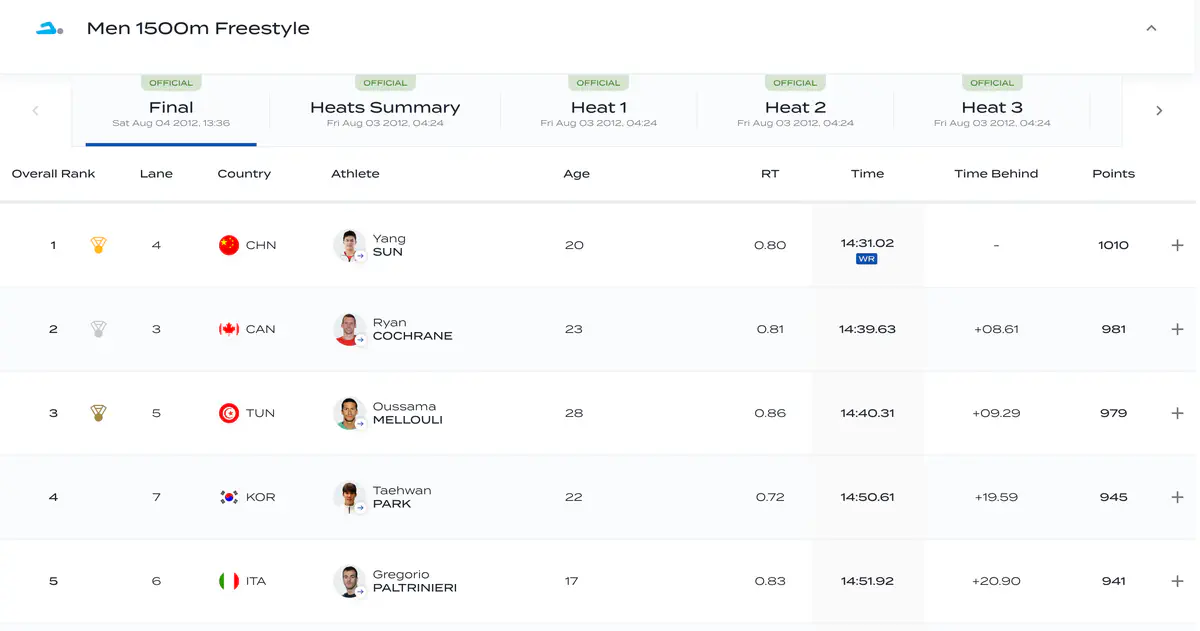 Men 1500m Freestyle
OFFICIAL OFFICIAL OFFICIAL OFFICIAL OFFICIAL
Final Heats Summary Heat 1 Heat 2 Heat 3
Sat Aug 04 2012, 13:36 Fri Aug 03 2012, 04:24 Fri Aug 03 2012, 04:24 Fri Aug 03 2012, 04:24 Fri Aug 03 2012, 04:24
Overall Rank Lane Country Athlete Age RT Time Time Behind Points
1 4 CHN Yang SUN 20 0.80 14:31.02 WR - 1010 +
2 3 CAN Ryan COCHRANE 23 0.81 14:39.63 +08.61 981 +
3 5 TUN Oussama MELLOULI 28 0.86 14:40.31 +09.29 979 +
4 7 KOR Taehwan PARK 22 0.72 14:50.61 +19.59 945 +
5 6 ITA Gregorio PALTRINIERI 17 0.83 14:51.92 +20.90 941 +